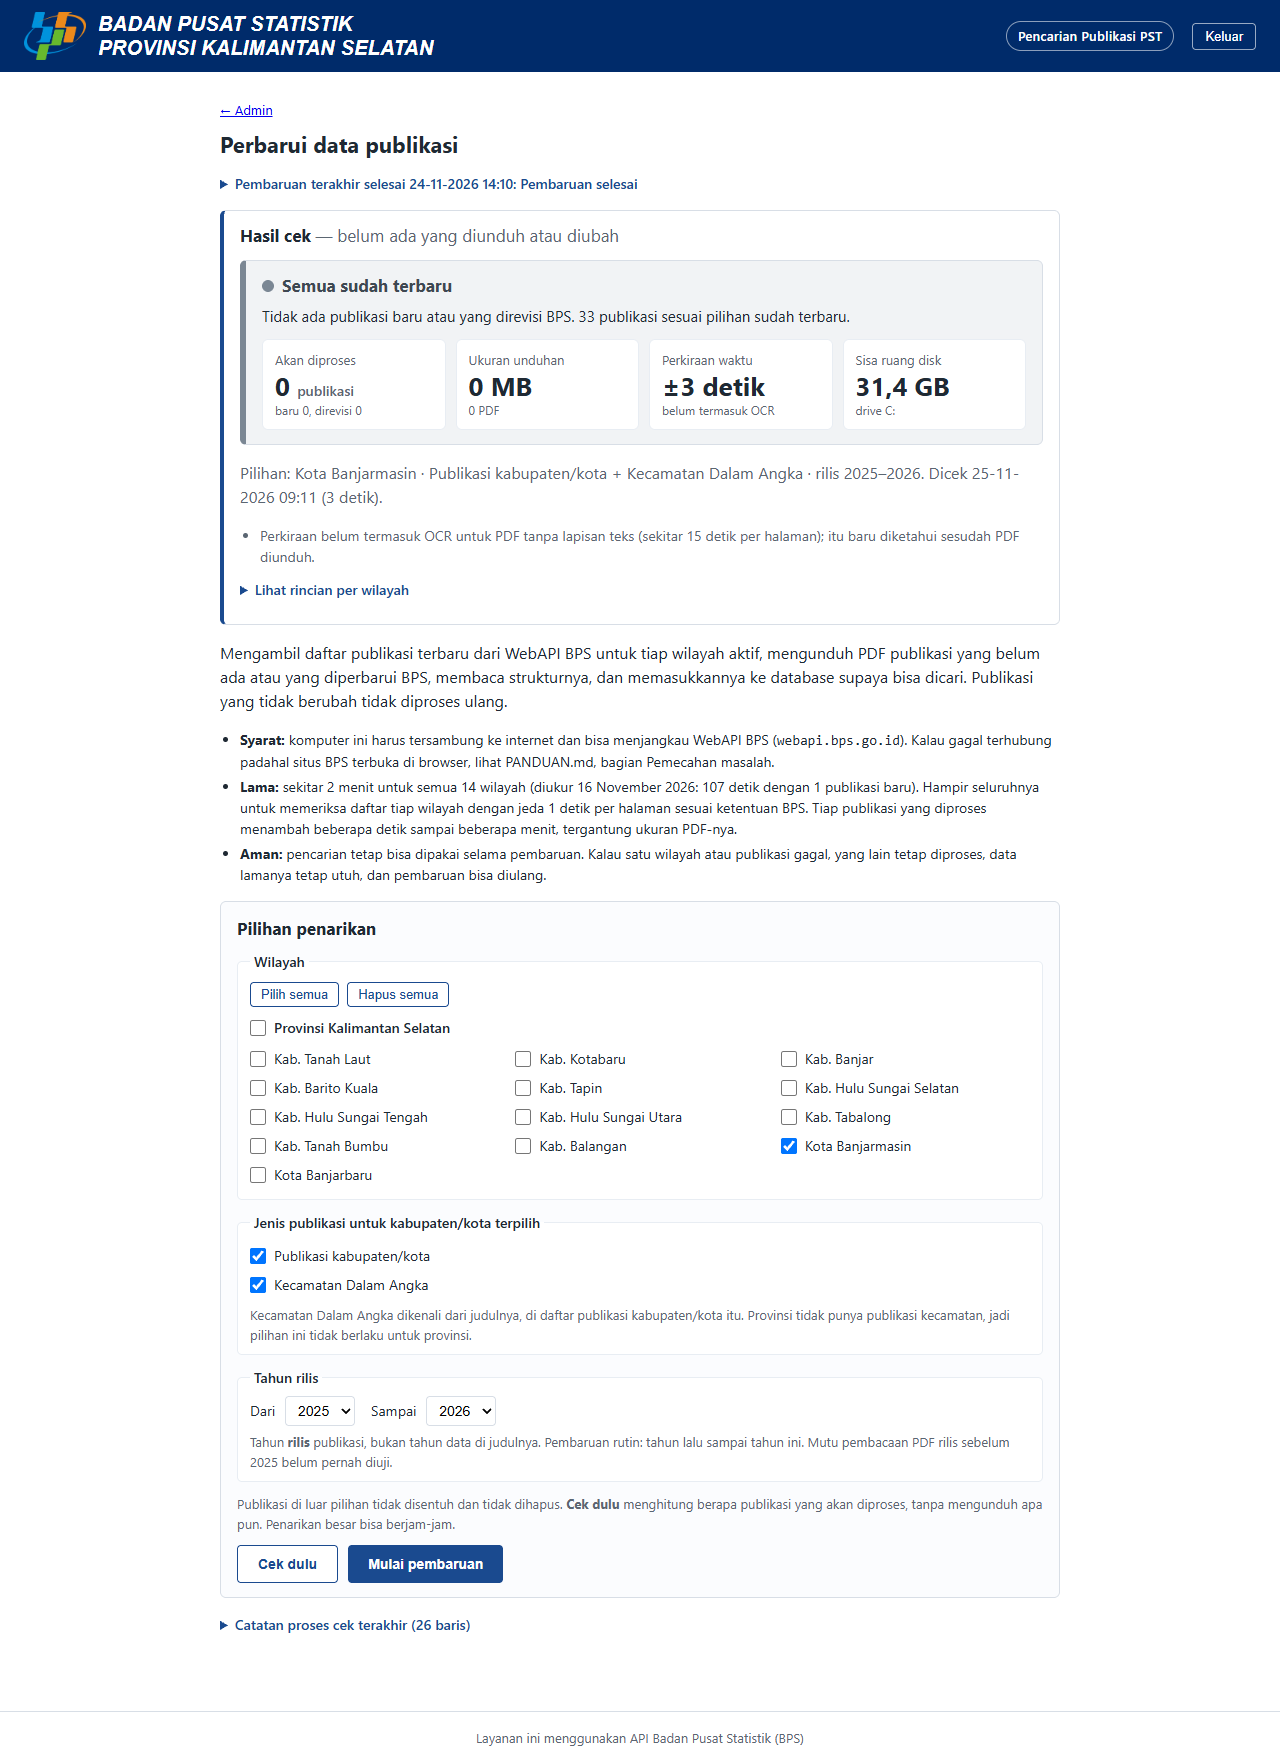 BADAN PUSAT STATISTIK
PROVINSI KALIMANTAN SELATAN
Pencarian Publikasi PST
Keluar
← Admin
Perbarui data publikasi
Pembaruan terakhir selesai 24-11-2026 14:10: Pembaruan selesai
Hasil cek — belum ada yang diunduh atau diubah
Semua sudah terbaru
Tidak ada publikasi baru atau yang direvisi BPS. 33 publikasi sesuai pilihan sudah terbaru.
Akan diproses
0 publikasi
baru 0, direvisi 0
Ukuran unduhan
0 MB
0 PDF
Perkiraan waktu
±3 detik
belum termasuk OCR
Sisa ruang disk
31,4 GB
drive C:
Pilihan: Kota Banjarmasin · Publikasi kabupaten/kota + Kecamatan Dalam Angka · rilis 2025–2026. Dicek 25-11-
2026 09:11 (3 detik).
• Perkiraan belum termasuk OCR untuk PDF tanpa lapisan teks (sekitar 15 detik per halaman); itu baru diketahui sesudah PDF
diunduh.
Lihat rincian per wilayah
Mengambil daftar publikasi terbaru dari WebAPI BPS untuk tiap wilayah aktif, mengunduh PDF publikasi yang belum
ada atau yang diperbarui BPS, membaca strukturnya, dan memasukkannya ke database supaya bisa dicari. Publikasi
yang tidak berubah tidak diproses ulang.
• Syarat: komputer ini harus tersambung ke internet dan bisa menjangkau WebAPI BPS (webapi.bps.go.id). Kalau gagal terhubung
padahal situs BPS terbuka di browser, lihat PANDUAN.md, bagian Pemecahan masalah.
• Lama: sekitar 2 menit untuk semua 14 wilayah (diukur 16 November 2026: 107 detik dengan 1 publikasi baru). Hampir seluruhnya
untuk memeriksa daftar tiap wilayah dengan jeda 1 detik per halaman sesuai ketentuan BPS. Tiap publikasi yang diproses
menambah beberapa detik sampai beberapa menit, tergantung ukuran PDF-nya.
• Aman: pencarian tetap bisa dipakai selama pembaruan. Kalau satu wilayah atau publikasi gagal, yang lain tetap diproses, data
lamanya tetap utuh, dan pembaruan bisa diulang.
Pilihan penarikan
Wilayah
Pilih semua
Hapus semua
Provinsi Kalimantan Selatan
Kab. Tanah Laut
Kab. Kotabaru
Kab. Banjar
Kab. Barito Kuala
Kab. Tapin
Kab. Hulu Sungai Selatan
Kab. Hulu Sungai Tengah
Kab. Hulu Sungai Utara
Kab. Tabalong
Kab. Tanah Bumbu
Kab. Balangan
Kota Banjarmasin
Kota Banjarbaru
Jenis publikasi untuk kabupaten/kota terpilih
Publikasi kabupaten/kota
Kecamatan Dalam Angka
Kecamatan Dalam Angka dikenali dari judulnya, di daftar publikasi kabupaten/kota itu. Provinsi tidak punya publikasi kecamatan, jadi
pilihan ini tidak berlaku untuk provinsi.
Tahun rilis
Dari 2025 Sampai 2026
Tahun rilis publikasi, bukan tahun data di judulnya. Pembaruan rutin: tahun lalu sampai tahun ini. Mutu pembacaan PDF rilis sebelum
2025 belum pernah diuji.
Publikasi di luar pilihan tidak disentuh dan tidak dihapus. Cek dulu menghitung berapa publikasi yang akan diproses, tanpa mengunduh apa
pun. Penarikan besar bisa berjam-jam.
Cek dulu
Mulai pembaruan
Catatan proses cek terakhir (26 baris)
Layanan ini menggunakan API Badan Pusat Statistik (BPS)